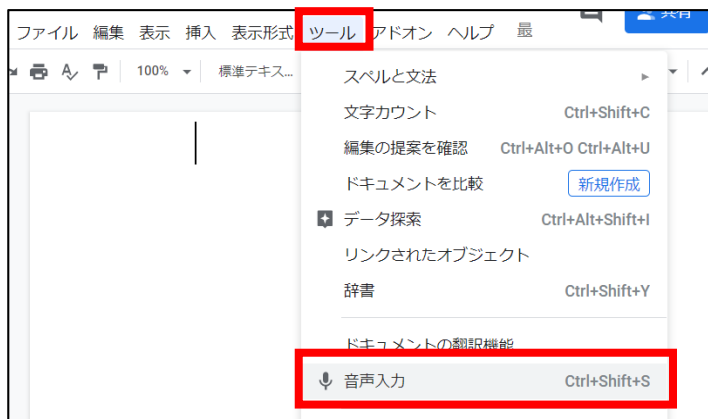 ファイル 編集 表示 挿入 表示形式 ツール アドオン ヘルプ 最
共有
100% 標準テキス...
スペルと文法
文字カウント Ctrl+Shift+C
編集の提案を確認 Ctrl+Alt+O Ctrl+Alt+U
ドキュメントを比較 新規作成
データ探索 Ctrl+Alt+Shift+I
リンクされたオブジェクト
辞書 Ctrl+Shift+Y
ドキュメントの翻訳機能
音声入力 Ctrl+Shift+S